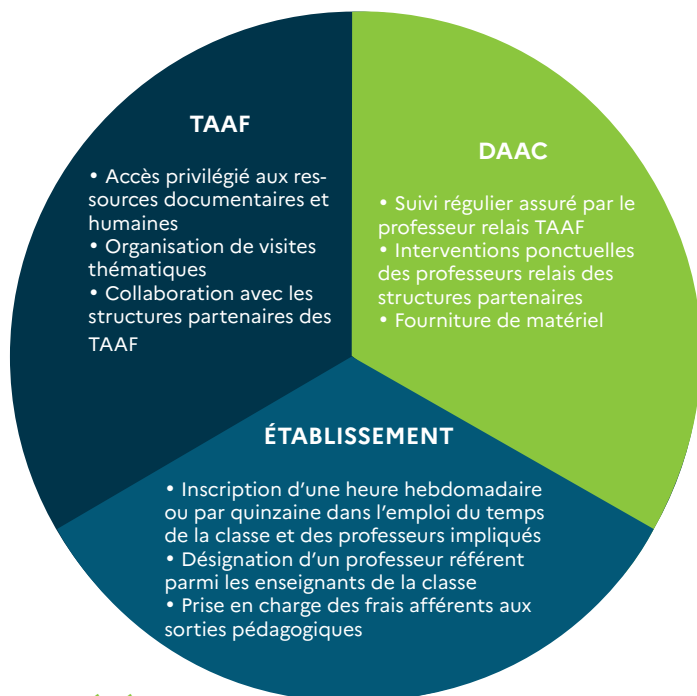 TAAF
• Accès privilégié aux res-
sources documentaires et
humaines
• Organisation de visites
thématiques
• Collaboration avec les
structures partenaires des
TAAF
DAAC
• Suivi régulier assuré par le
professeur relais TAAF
• Interventions ponctuelles
des professeurs relais des
structures partenaires
• Fourniture de matériel
ÉTABLISSEMENT
• Inscription d’une heure hebdomadaire
ou par quinzaine dans l’emploi du temps
de la classe et des professeurs impliqués
• Désignation d’un professeur référent
parmi les enseignants de la classe
• Prise en charge des frais afférents aux
sorties pédagogiques